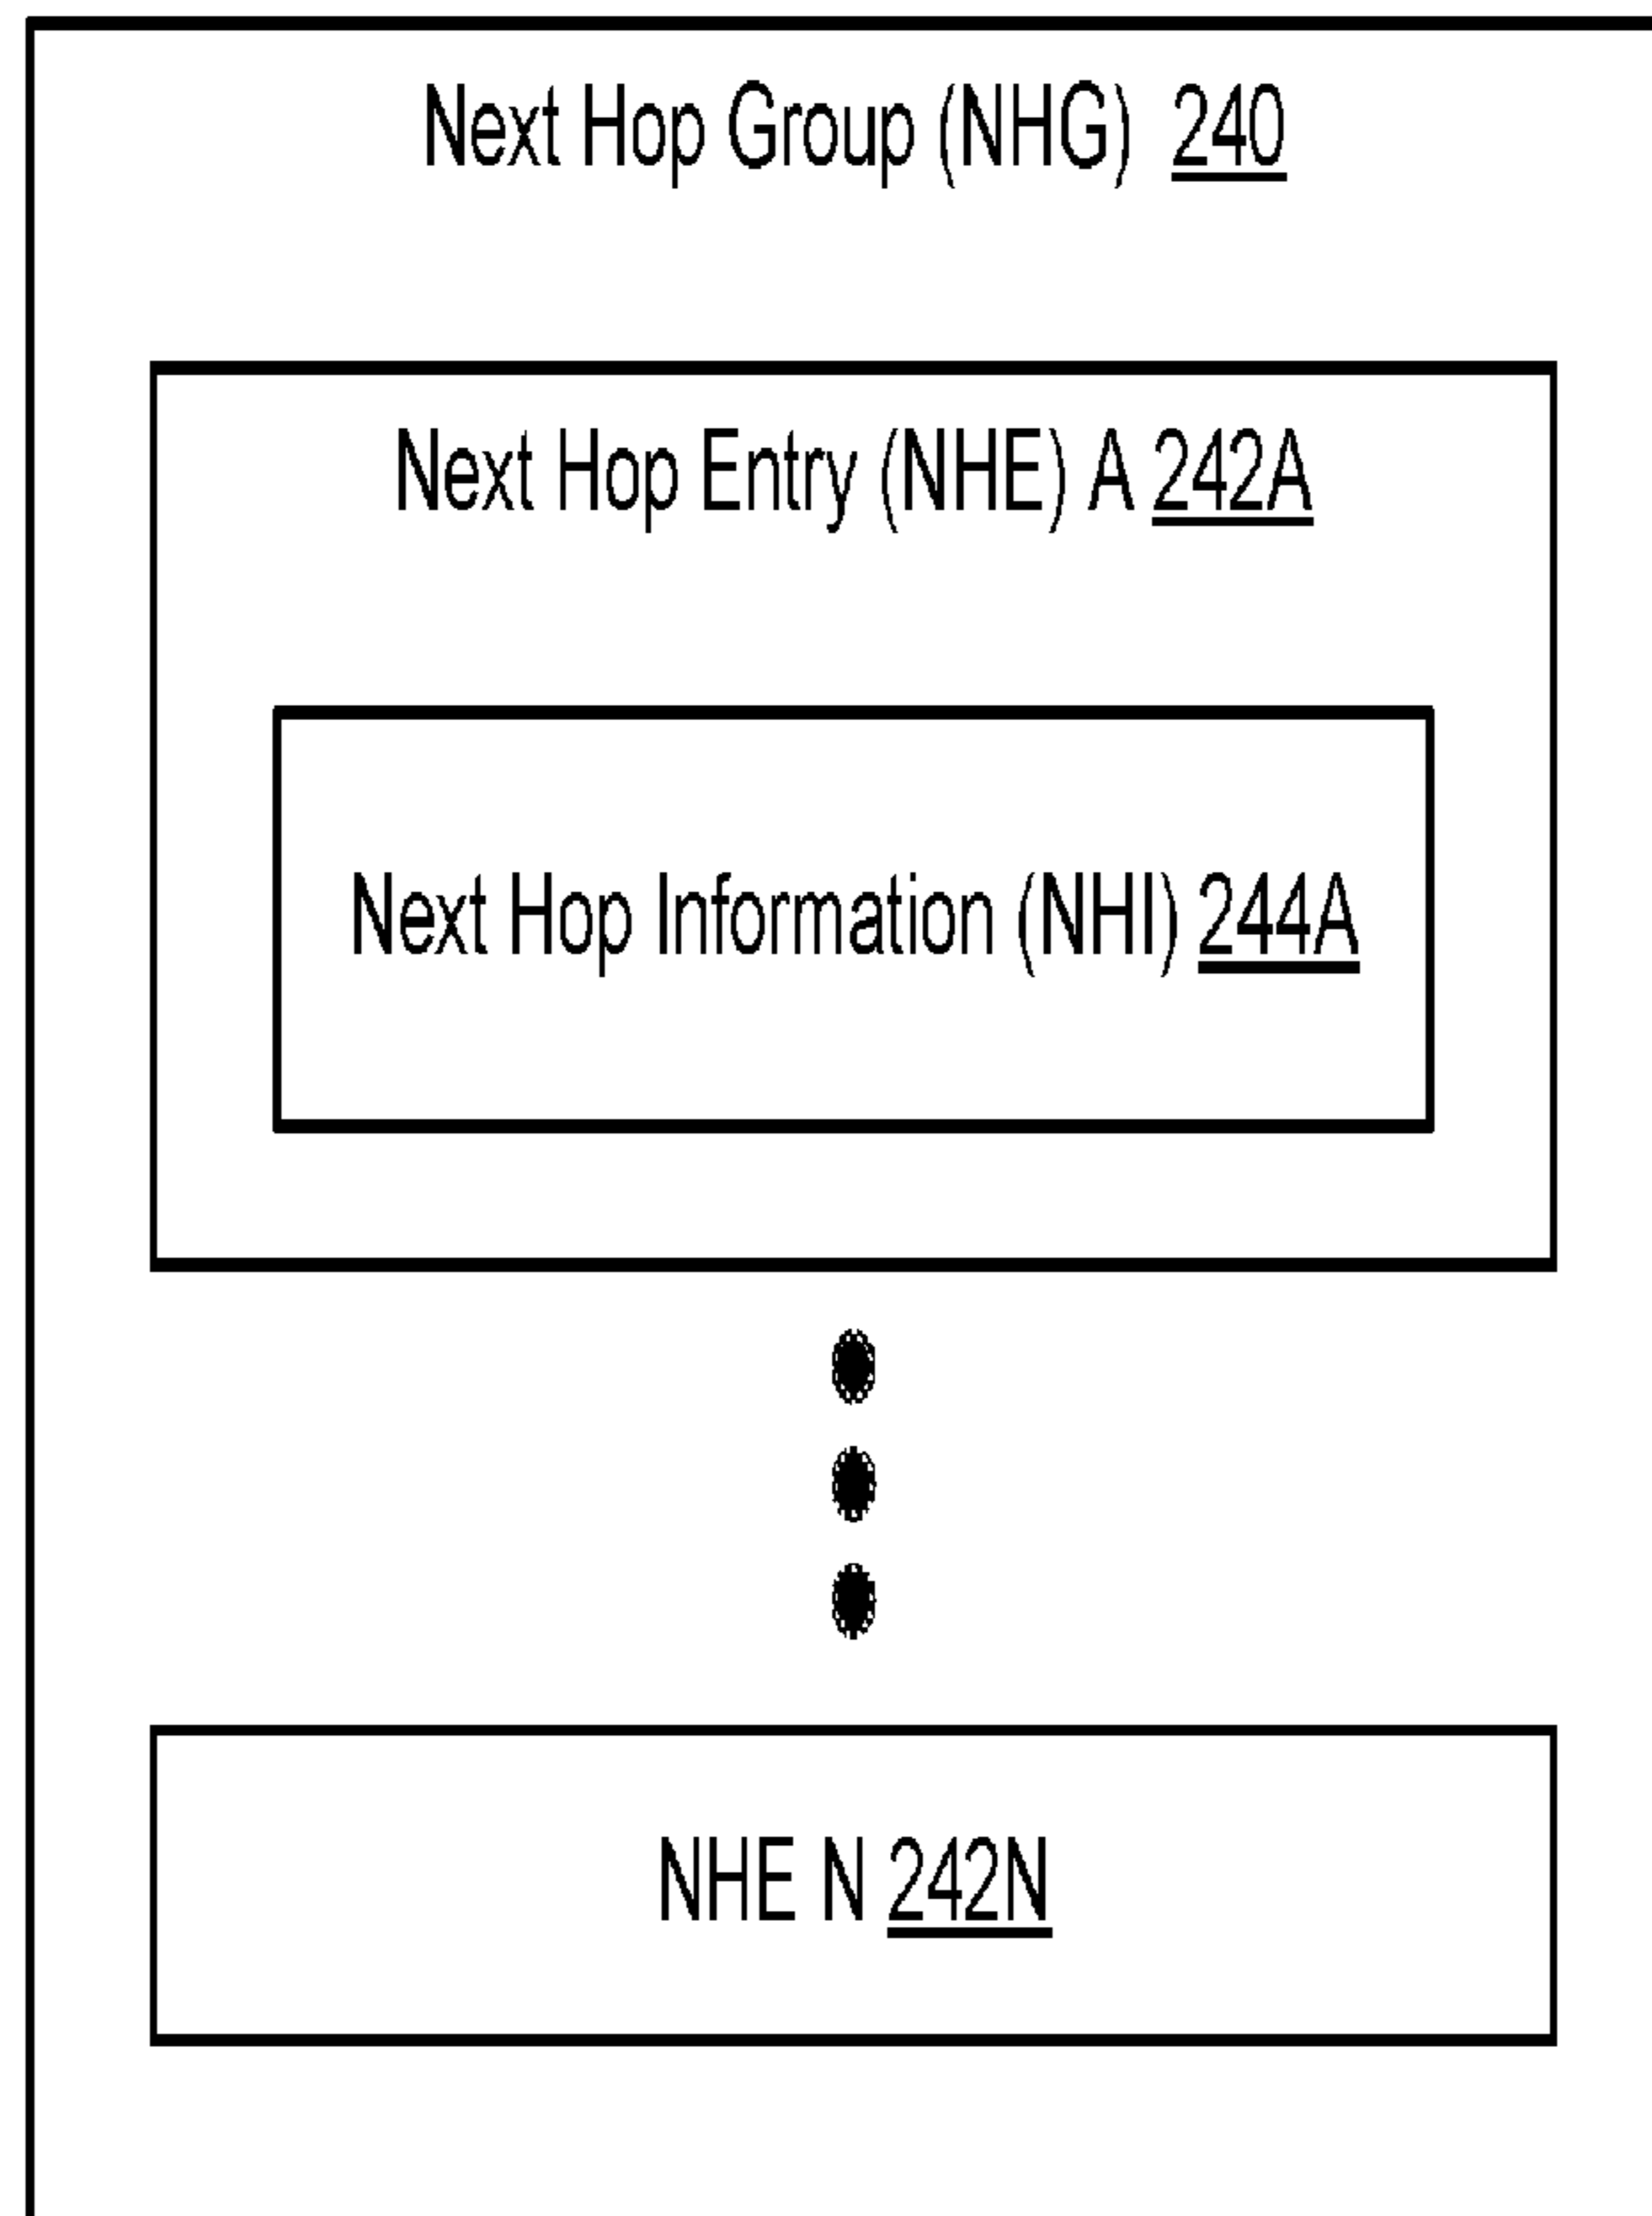 Next Hop Group (NHG) 240
Next Hop Entry (NHE) A 242A
Next Hop Information (NHI) 244A
NHE N 242N